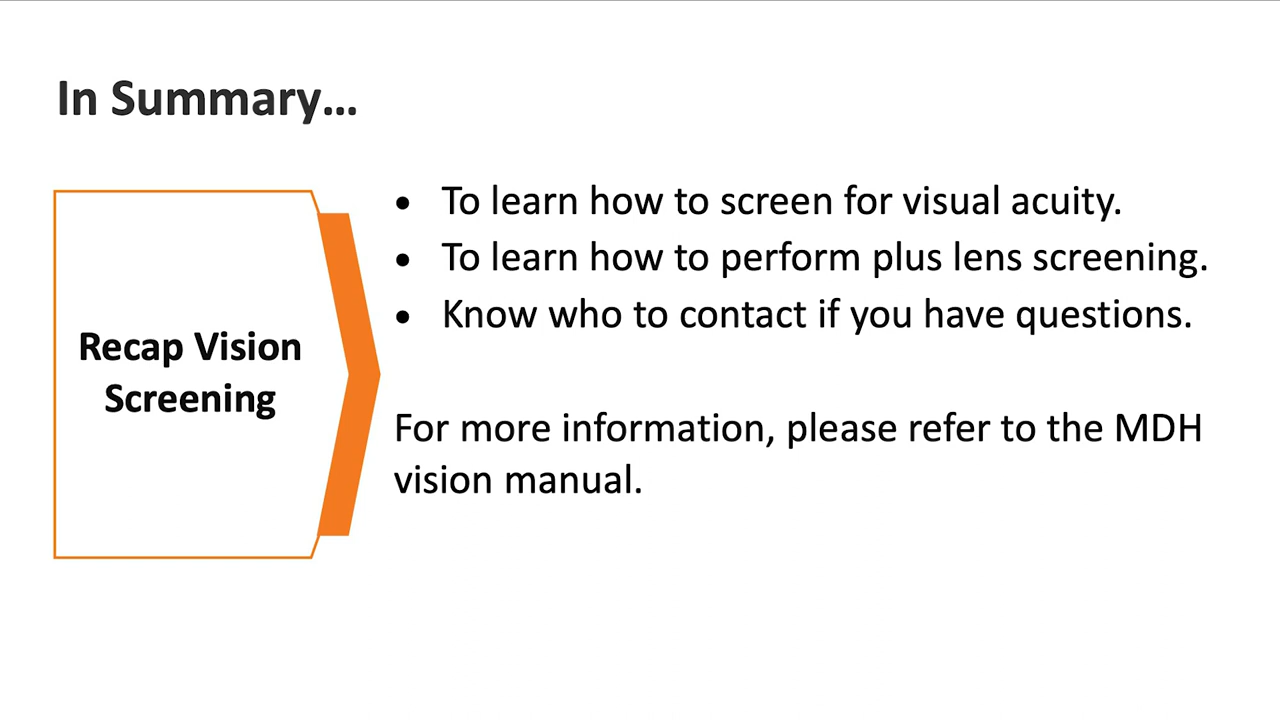 In Summary...
Recap Vision
Screening
• To learn how to screen for visual acuity.
• To learn how to perform plus lens screening.
• Know who to contact if you have questions.
For more information, please refer to the MDH
vision manual.